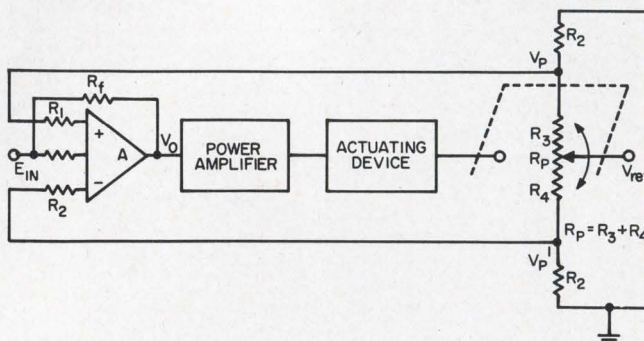 R2
VP
Rf
R1
+
A
VO
EIN
−
R2
POWER
AMPLIFIER
ACTUATING
DEVICE
R3
RP
R4
Vre
RP = R3 + R4
VP'
R2